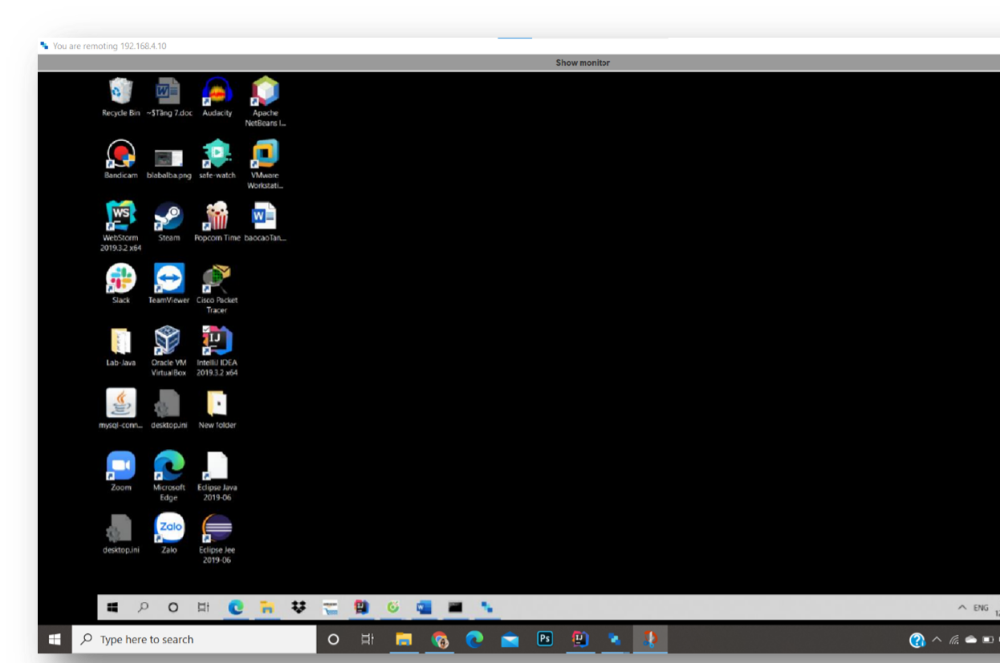 You are remoting 192.168.4.10
Show monitor
Recycle Bin
~$Tầng 7.doc
Audacity
Apache
NetBeans I...
Bandicam
blabalba.png
safe-watch
VMware
Workstati...
WebStorm
2019.3.2 x64
Steam
Popcorn Time
baocaoTan...
Slack
TeamViewer
Cisco Packet
Tracer
Lab-Java
Oracle VM
VirtualBox
IntelliJ IDEA
2019.3.2 x64
mysql-conn...
desktop.ini
New folder
Zoom
Microsoft
Edge
Eclipse Java
2019-06
desktop.ini
Zalo
Eclipse Jee
2019-06
ENG
Type here to search